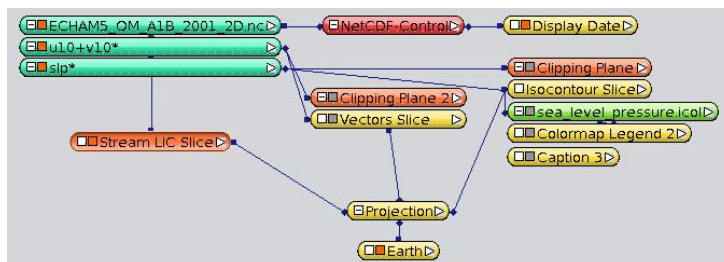 ECHAM5_OM_A1B_2001_2D.nc
NetCDF-Control
Display Date
u10+v10*
slp*
Clipping Plane
Isocontour Slice
Clipping Plane 2
sea_level_pressure.icol
Vectors Slice
Colormap Legend 2
Stream LIC Slice
Caption 3
Projection
Earth